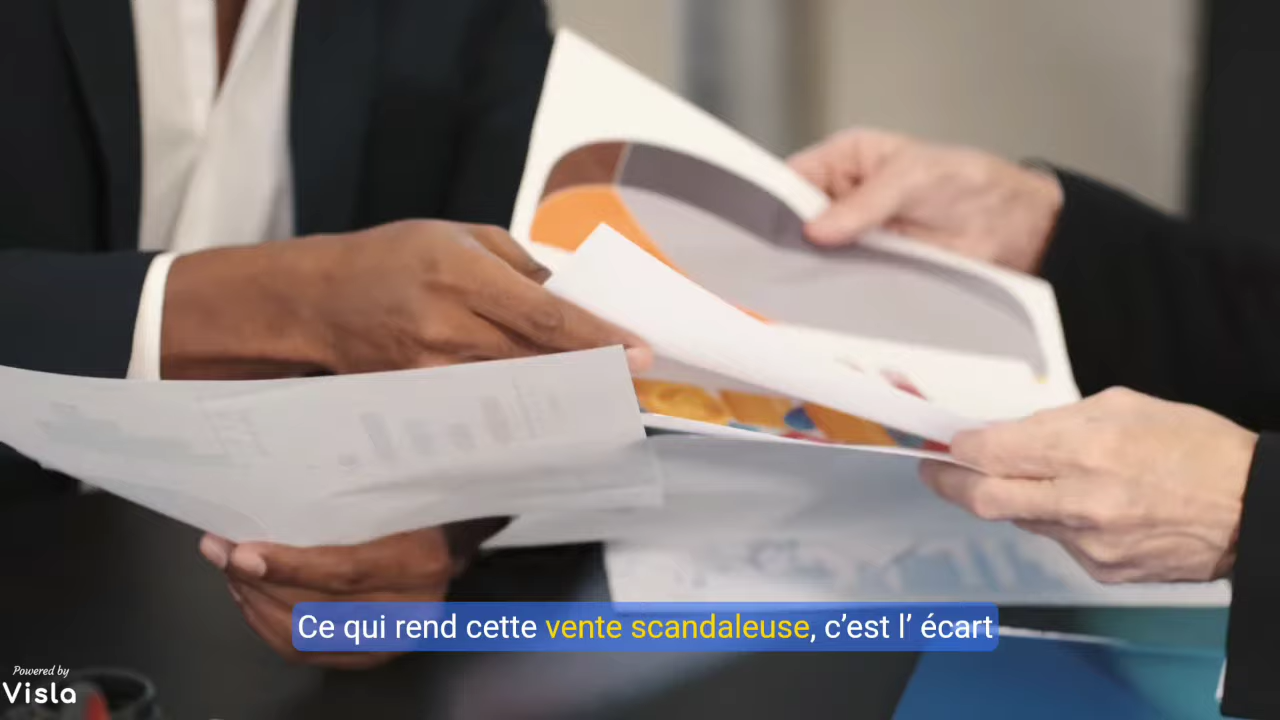 Ce qui rend cette vente scandaleuse, c’est l’ écart
Powered by
Visla